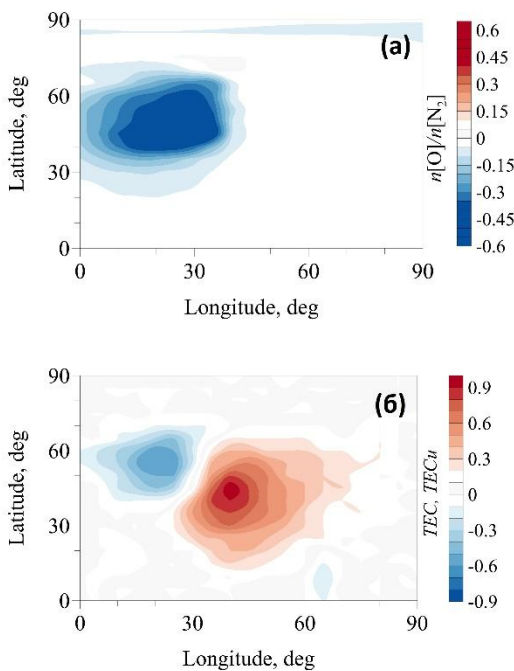 90
60
30
0
Latitude, deg
(а)
0 30 60 90
Longitude, deg
0.6
0.45
0.3
0.15
0
-0.15
-0.3
-0.45
-0.6
n[O]/n[N₂]
90
60
30
0
Latitude, deg
(б)
0 30 60 90
Longitude, deg
0.9
0.6
0.3
0
-0.3
-0.6
-0.9
TEC, TECu